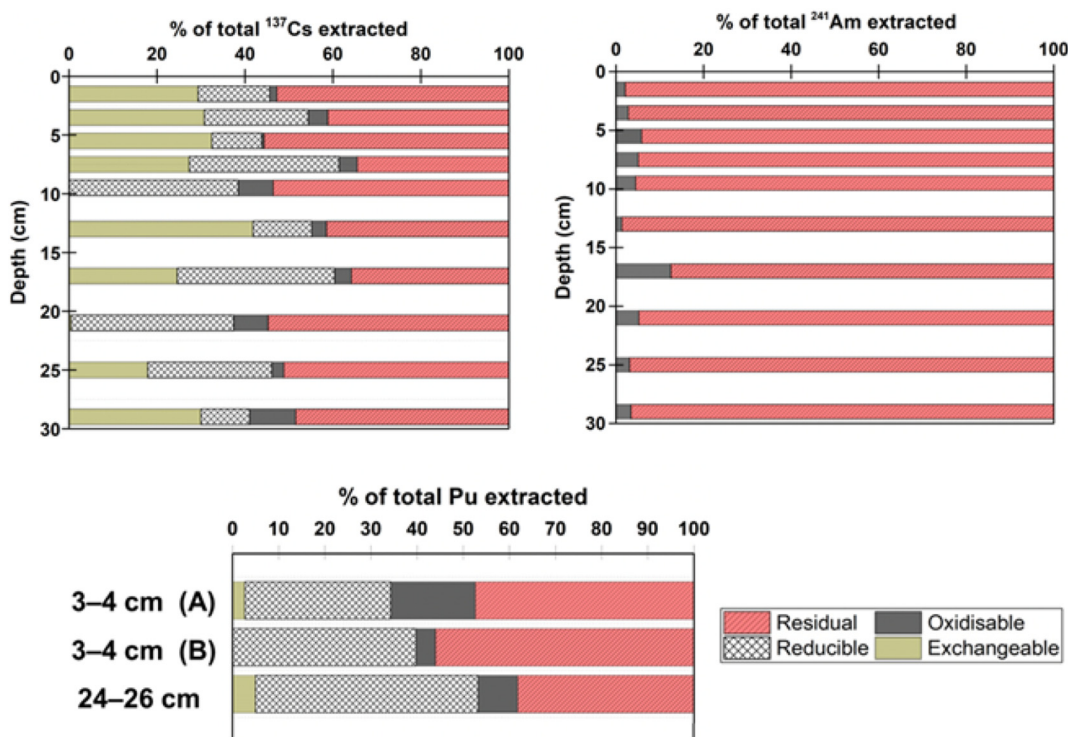 % of total ¹³⁷Cs extracted
0 20 40 60 80 100
0
5
10
15
20
25
30
Depth (cm)
% of total ²⁴¹Am extracted
0 20 40 60 80 100
0
5
10
15
20
25
30
Depth (cm)
% of total Pu extracted
0 10 20 30 40 50 60 70 80 90 100
3–4 cm (A)
3–4 cm (B)
24–26 cm
Residual Oxidisable
Reducible Exchangeable